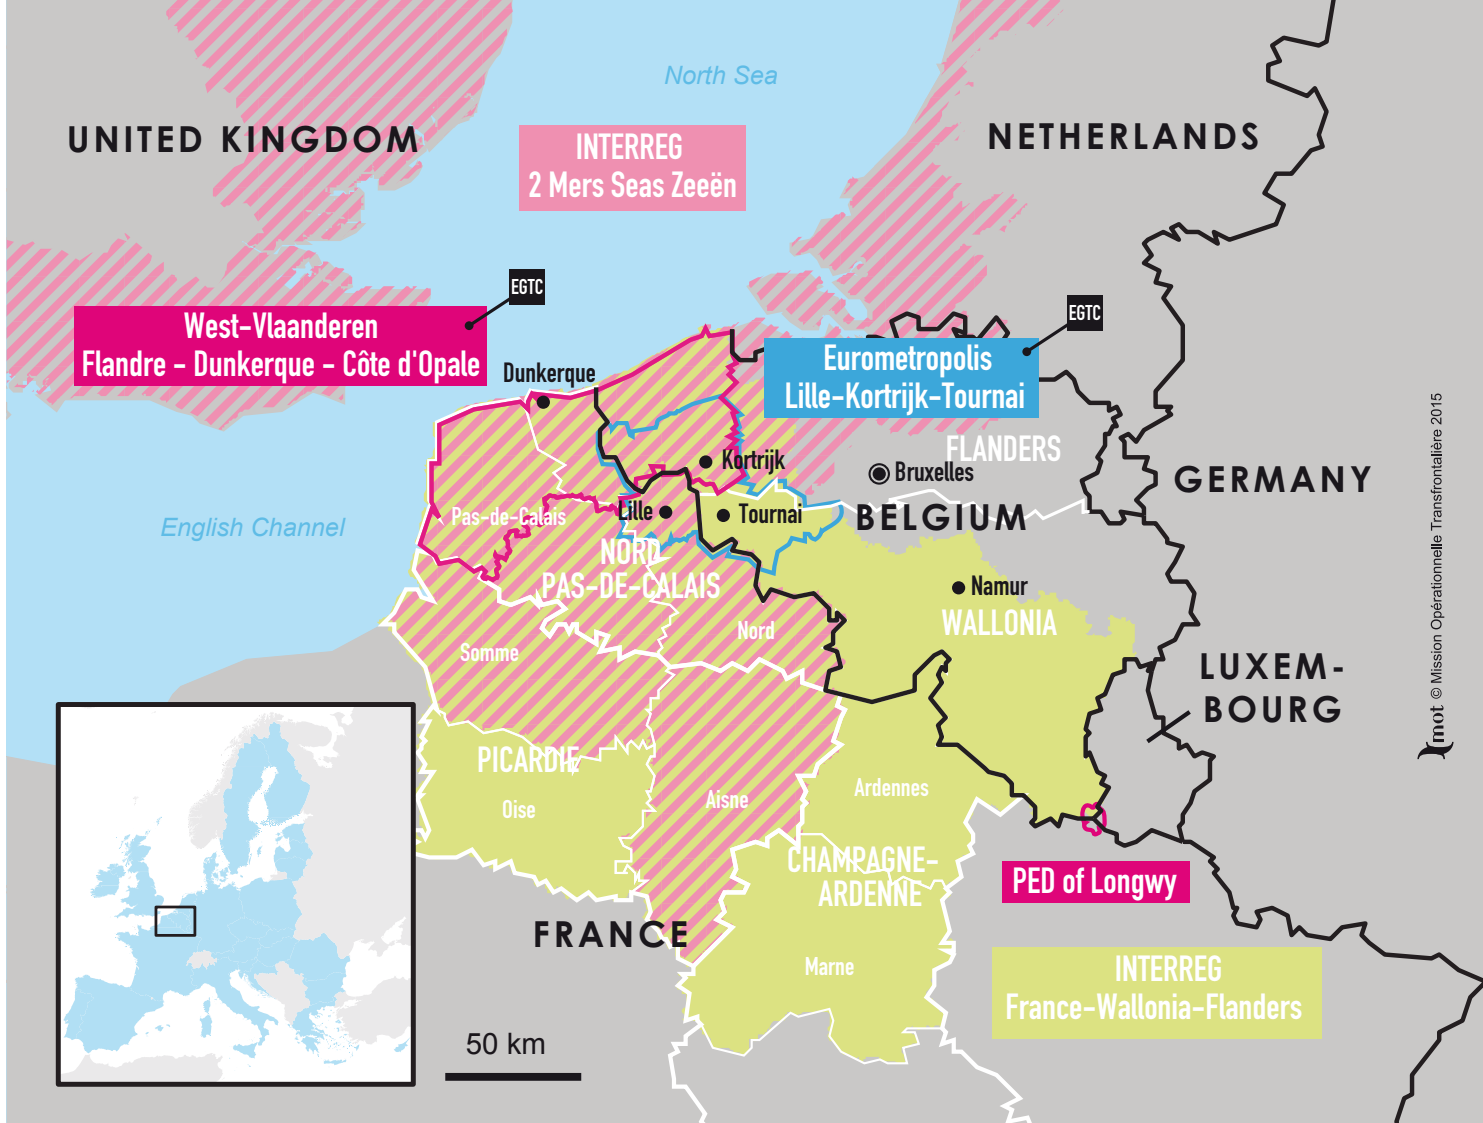 North Sea
UNITED KINGDOM
INTERREG
2 Mers Seas Zeeën
NETHERLANDS
EGTC
West-Vlaanderen
Flandre - Dunkerque - Côte d'Opale
EGTC
Eurometropolis
Lille-Kortrijk-Tournai
Dunkerque
FLANDERS
Kortrijk
Bruxelles
GERMANY
English Channel
Pas-de-Calais
Lille
Tournai
BELGIUM
NORD
PAS-DE-CALAIS
Namur
WALLONIA
Nord
Somme
LUXEM-
BOURG
PICARDIE
Oise
Aisne
Ardennes
CHAMPAGNE-
ARDENNE
PED of Longwy
FRANCE
Marne
INTERREG
France-Wallonia-Flanders
50 km
mot © Mission Opérationnelle Transfrontalière 2015